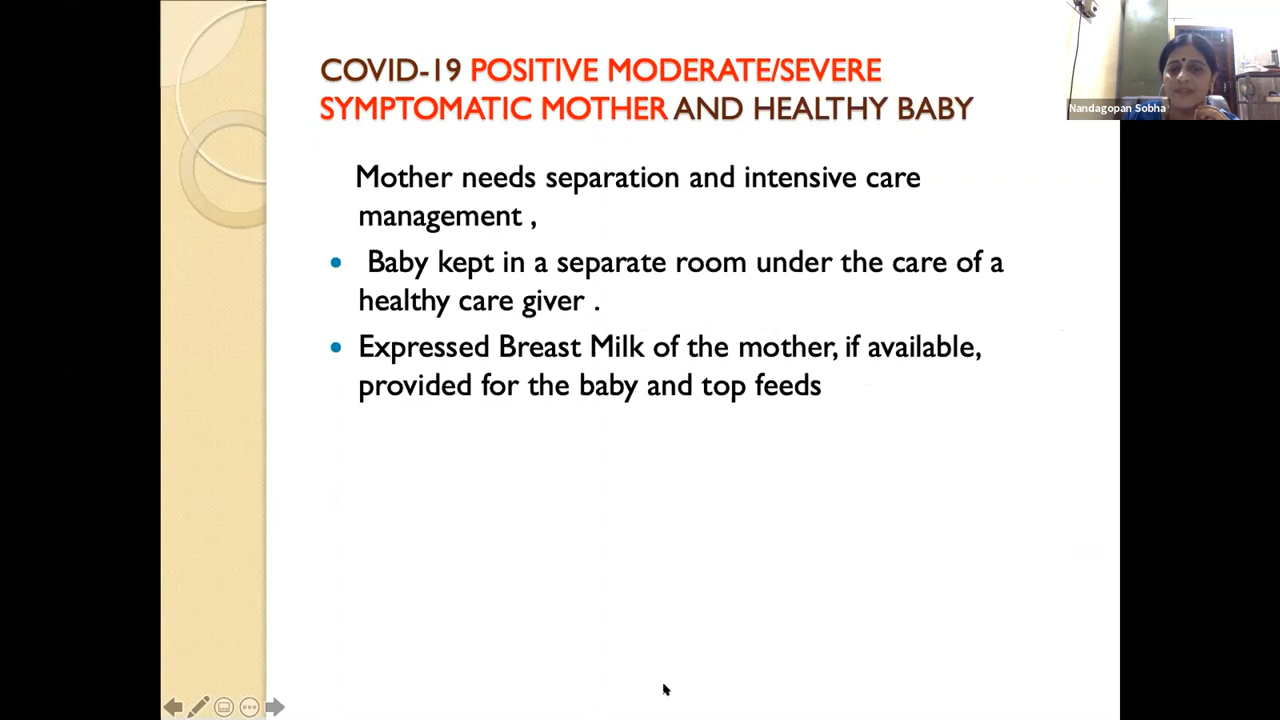 COVID-19 POSITIVE MODERATE/SEVERE
SYMPTOMATIC MOTHER AND HEALTHY BABY
Nandagopan Sobha
Mother needs separation and intensive care
management ,
• Baby kept in a separate room under the care of a
healthy care giver .
• Expressed Breast Milk of the mother, if available,
provided for the baby and top feeds